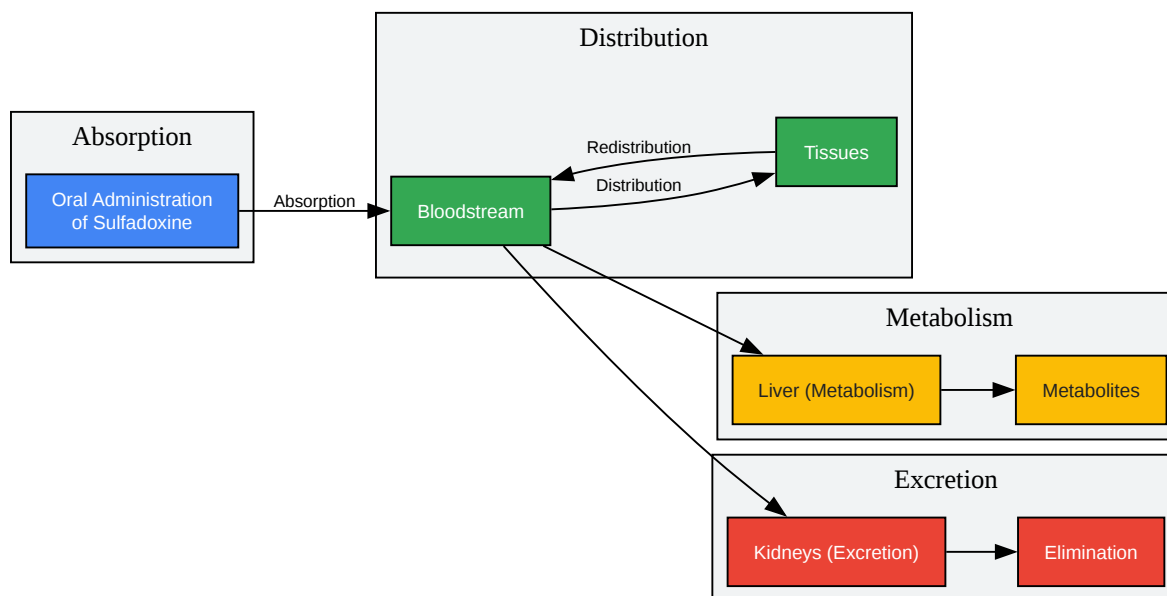 Absorption
Oral Administration
of Sulfadoxine
Absorption
Distribution
Redistribution
Distribution
Bloodstream
Tissues
Metabolism
Liver (Metabolism)
Metabolites
Excretion
Kidneys (Excretion)
Elimination